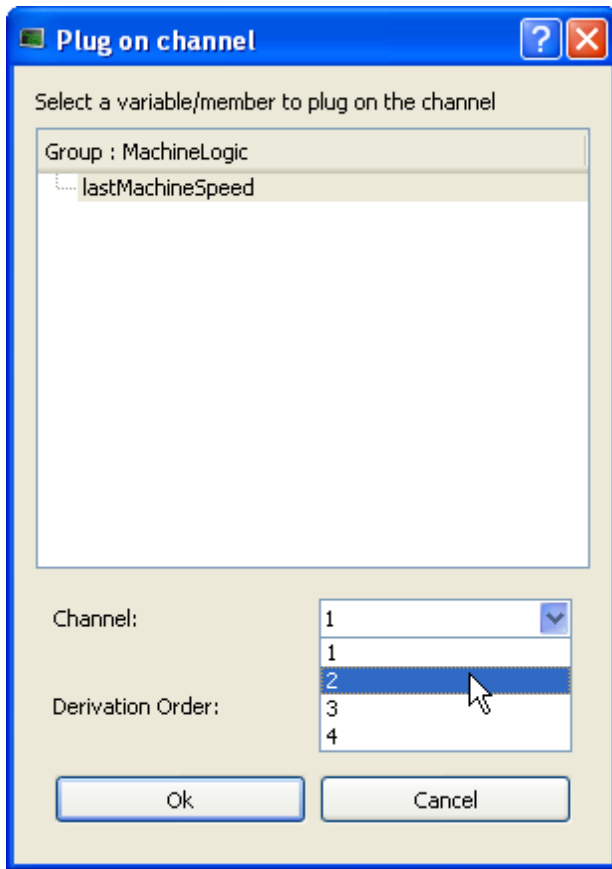 Plug on channel
Select a variable/member to plug on the channel
Group : MachineLogic
lastMachineSpeed
Channel:
1
1
2
3
4
Derivation Order:
Ok
Cancel